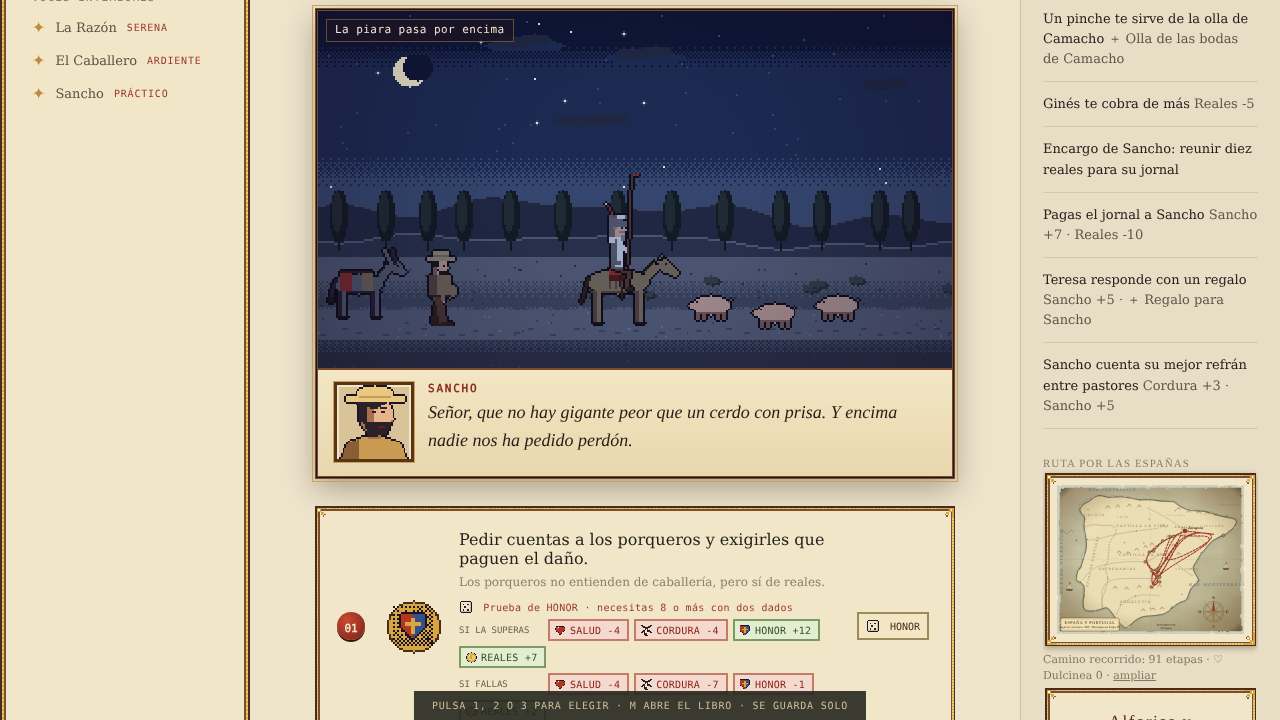 La Razón SERENA
El Caballero ARDIENTE
Sancho PRÁCTICO
La piara pasa por encima
SANCHO
Señor, que no hay gigante peor que un cerdo con prisa. Y encima
nadie nos ha pedido perdón.
01
Pedir cuentas a los porqueros y exigirles que
paguen el daño.
Los porqueros no entienden de caballería, pero sí de reales.
Prueba de HONOR · necesitas 8 o más con dos dados
SI LA SUPERAS SALUD -4 CORDURA -4 HONOR +12
REALES +7
SI FALLAS SALUD -4 CORDURA -7 HONOR -1
HONOR
PULSA 1, 2 O 3 PARA ELEGIR · M ABRE EL LIBRO · SE GUARDA SOLO
Un pinche te sirve de la olla de
Camacho + Olla de las bodas
de Camacho
Ginés te cobra de más Reales -5
Encargo de Sancho: reunir diez
reales para su jornal
Pagas el jornal a Sancho Sancho
+7 · Reales -10
Teresa responde con un regalo
Sancho +5 · + Regalo para
Sancho
Sancho cuenta su mejor refrán
entre pastores Cordura +3 ·
Sancho +5
RUTA POR LAS ESPAÑAS
Camino recorrido: 91 etapas · ♡
Dulcinea 0 · ampliar